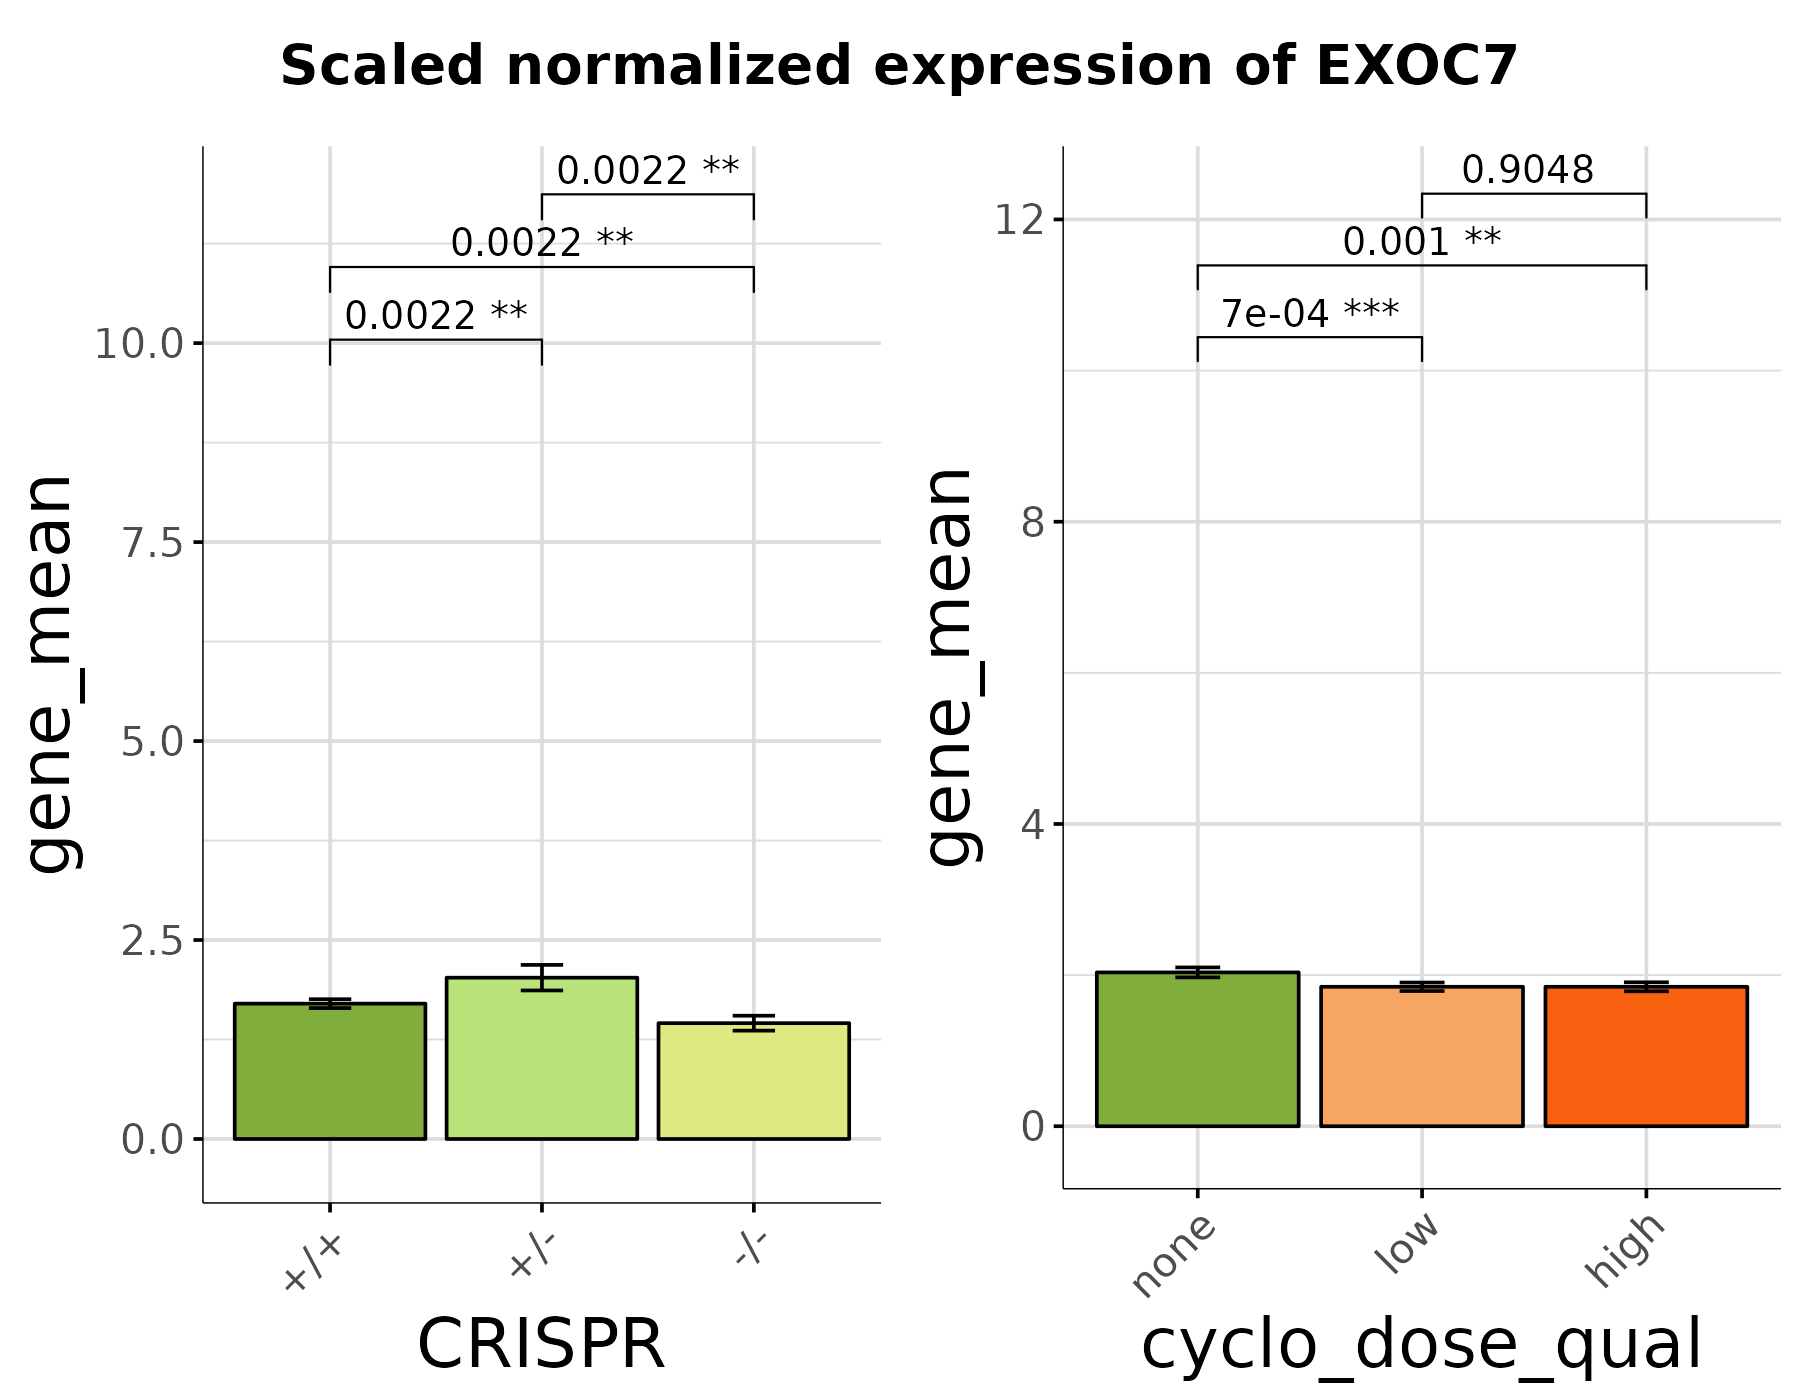 Scaled normalized expression of EXOC7
0.0022 **
0.0022 **
0.0022 **
10.0
7.5
5.0
2.5
0.0
gene_mean
+/+
+/-
-/-
CRISPR
0.9048
0.001 **
7e-04 ***
12
8
4
0
gene_mean
none
low
high
cyclo_dose_qual